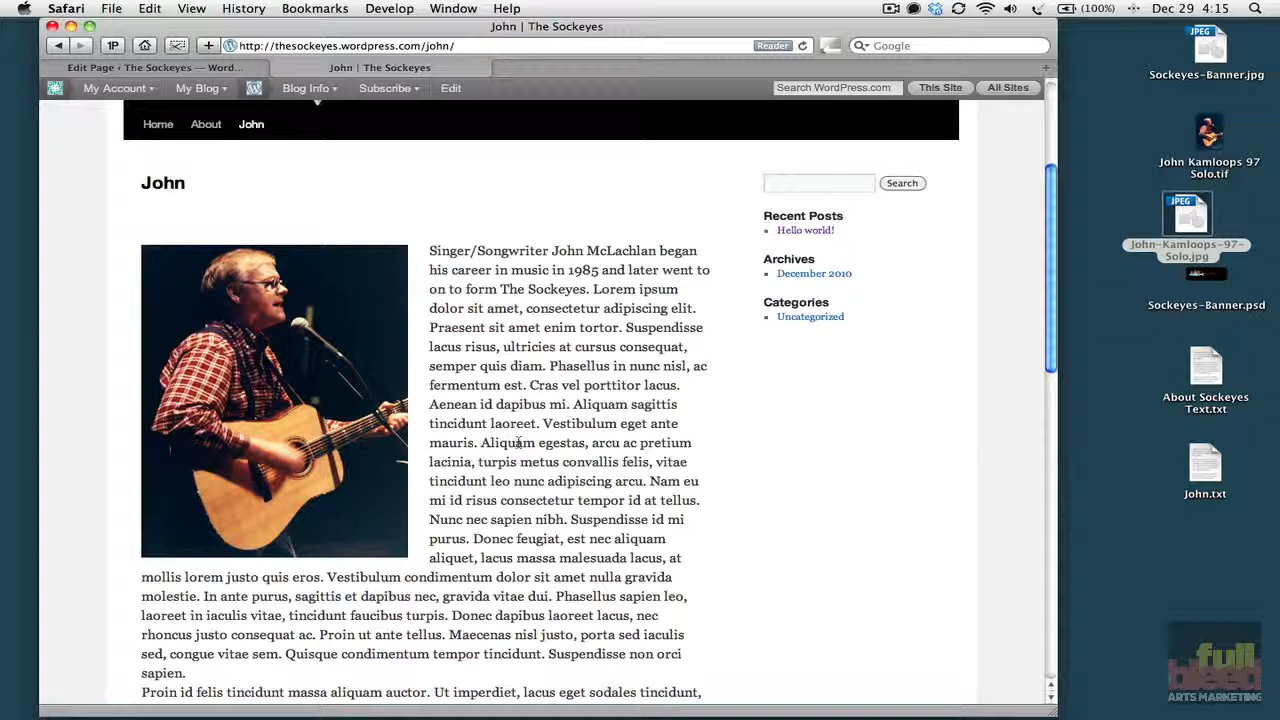 Safari File Edit View History Bookmarks Develop Window Help (100%) Dec 29 4:15
John | The Sockeyes
1P http://thesockeyes.wordpress.com/john/ Reader Google
Edit Page ‹ The Sockeyes — Word... John | The Sockeyes
My Account My Blog Blog Info Subscribe Edit Search WordPress.com This Site All Sites
Home About John
John
Search
Singer/Songwriter John McLachlan began
his career in music in 1985 and later went to
on to form The Sockeyes. Lorem ipsum
dolor sit amet, consectetur adipiscing elit.
Praesent sit amet enim tortor. Suspendisse
lacus risus, ultricies at cursus consequat,
semper quis diam. Phasellus in nunc nisl, ac
fermentum est. Cras vel porttitor lacus.
Aenean id dapibus mi. Aliquam sagittis
tincidunt laoreet. Vestibulum eget ante
mauris. Aliquam egestas, arcu ac pretium
lacinia, turpis metus convallis felis, vitae
tincidunt leo nunc adipiscing arcu. Nam eu
mi id risus consectetur tempor id at tellus.
Nunc nec sapien nibh. Suspendisse id mi
purus. Donec feugiat, est nec aliquam
aliquet, lacus massa malesuada lacus, at
mollis lorem justo quis eros. Vestibulum condimentum dolor sit amet nulla gravida
molestie. In ante purus, sagittis et dapibus nec, gravida vitae dui. Phasellus sapien leo,
laoreet in iaculis vitae, tincidunt faucibus turpis. Donec dapibus laoreet lacus, nec
rhoncus justo consequat ac. Proin ut ante tellus. Maecenas nisl justo, porta sed iaculis
sed, congue vitae sem. Quisque condimentum tempor tincidunt. Suspendisse non orci
sapien.
Proin id felis tincidunt massa aliquam auctor. Ut imperdiet, lacus eget sodales tincidunt,
Recent Posts
Hello world!
Archives
December 2010
Categories
Uncategorized
JPEG
Sockeyes-Banner.jpg
John Kamloops 97
Solo.tif
JPEG
John-Kamloops-97-
Solo.jpg
Sockeyes-Banner.psd
About Sockeyes
Text.txt
John.txt
full
bleed
ARTS MARKETING